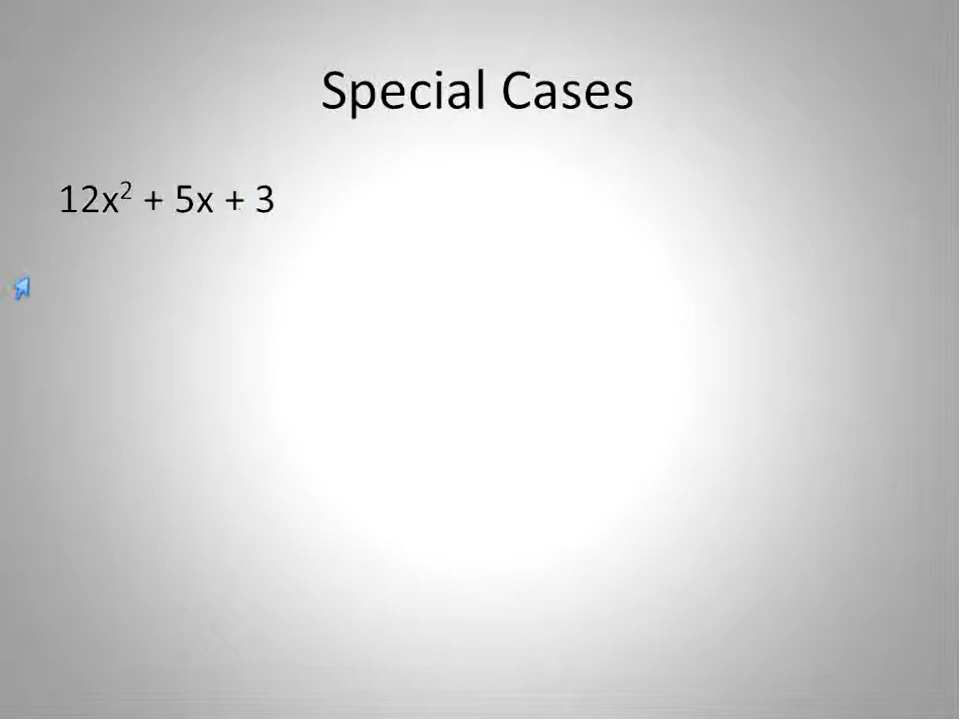 Special Cases
12x² + 5x + 3